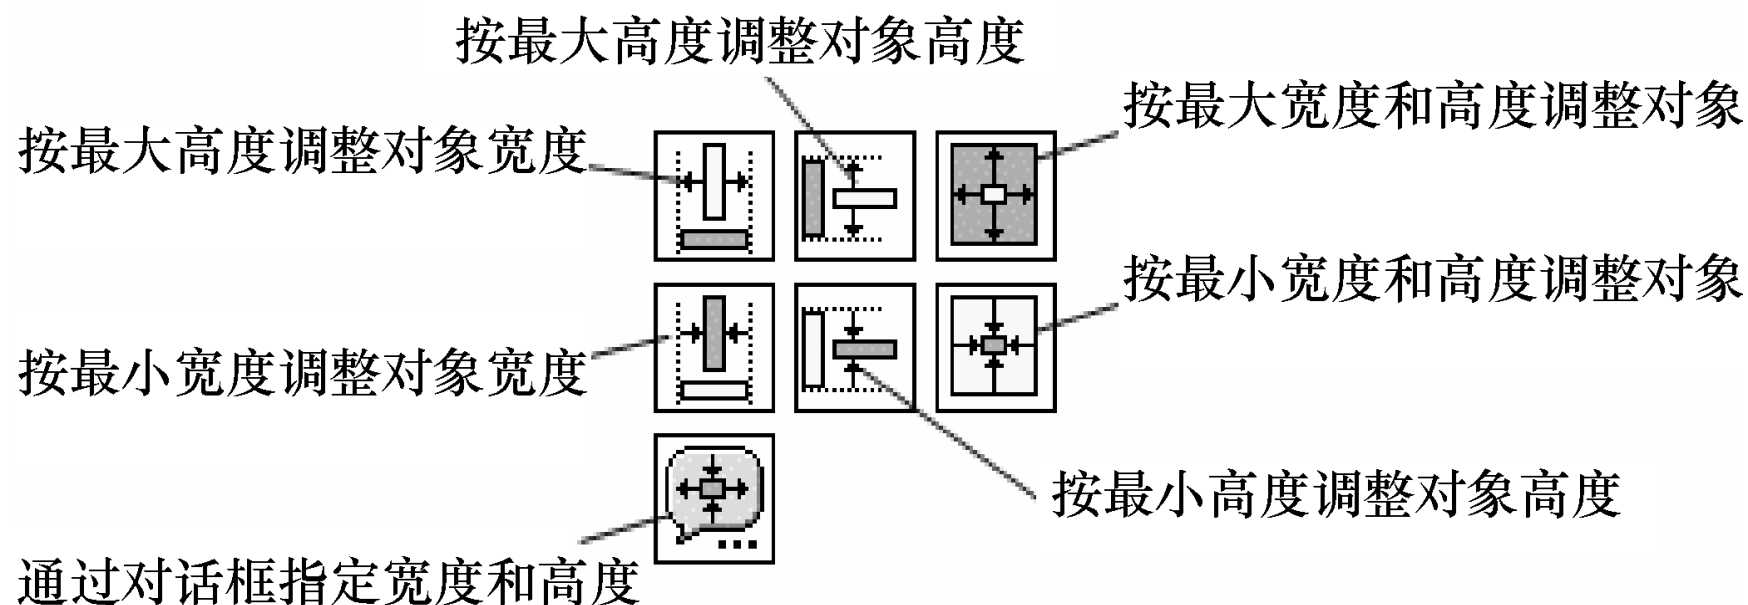 按最大高度调整对象高度
按最大宽度和高度调整对象
按最大高度调整对象宽度
按最小宽度和高度调整对象
按最小宽度调整对象宽度
按最小高度调整对象高度
通过对话框指定宽度和高度